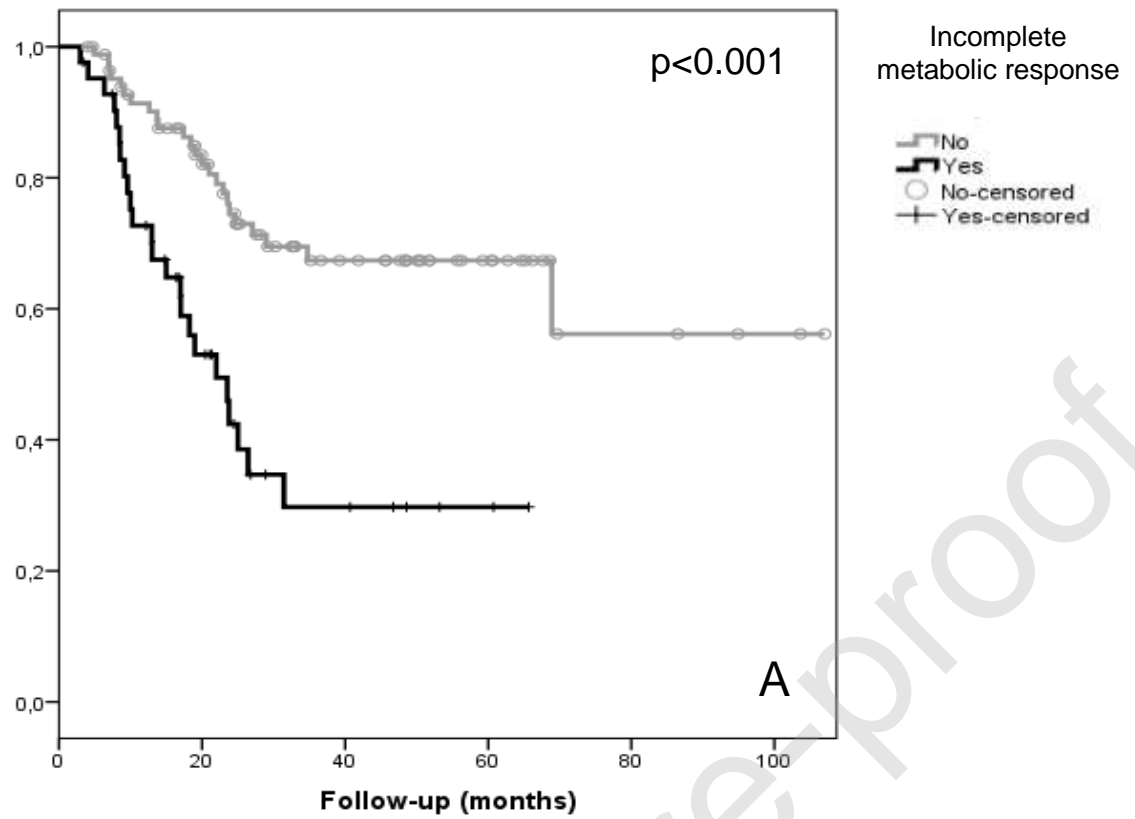 p<0.001
Incomplete
metabolic response
No
Yes
No-censored
Yes-censored
1,0
0,8
0,6
0,4
0,2
0,0
A
0 20 40 60 80 100
Follow-up (months)
e-proof